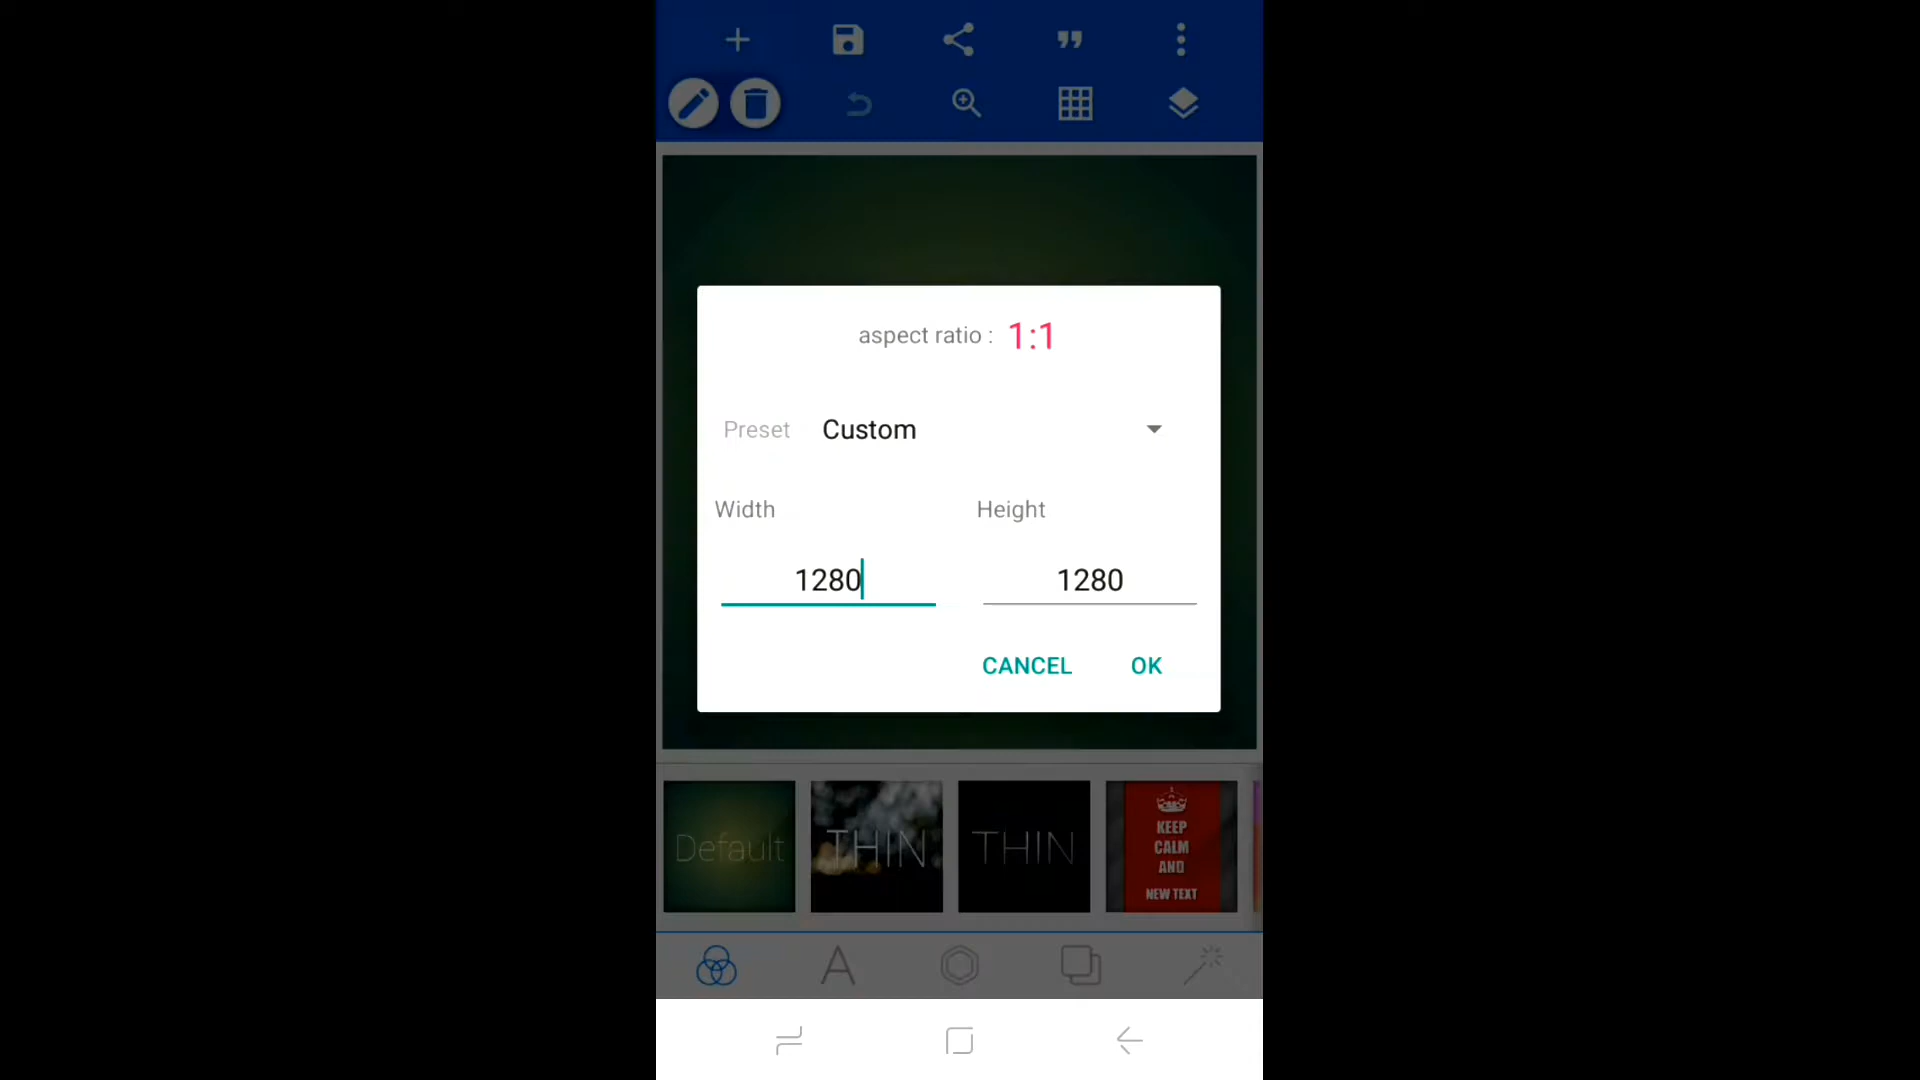 aspect ratio : 1:1
Preset Custom
Width Height
1280 1280
CANCEL OK
Default
THIN
THIN
KEEP
CALM
AND
NEW TEXT
A